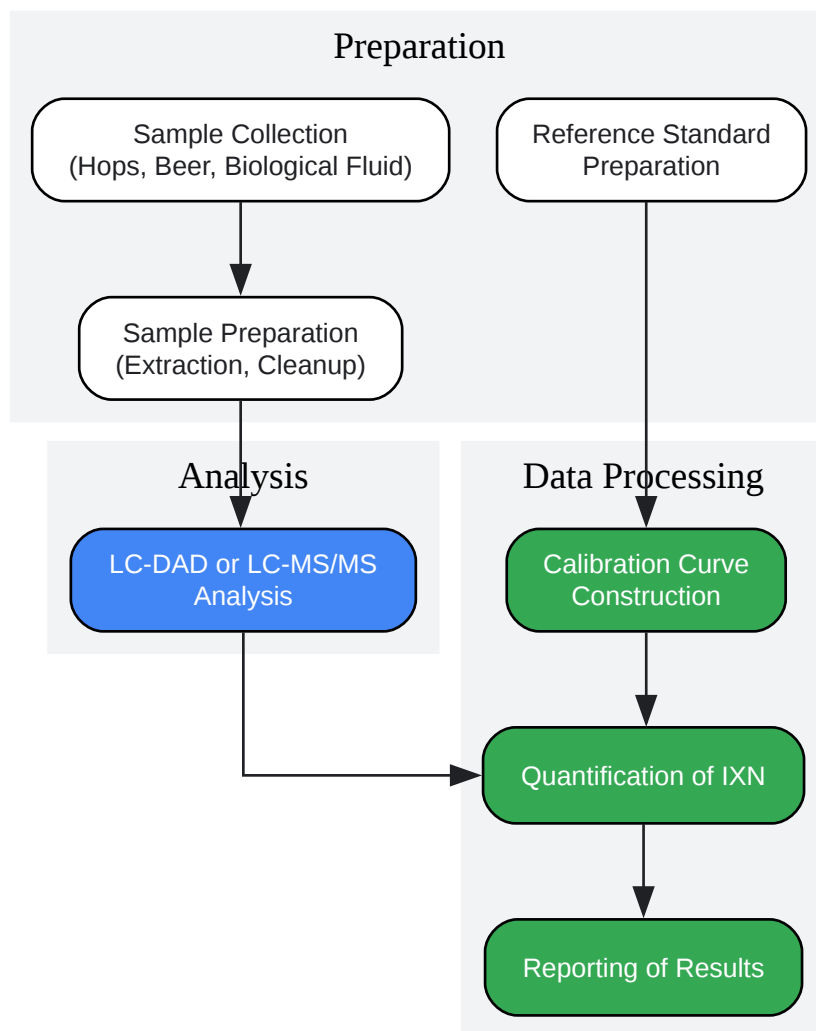 Preparation
Sample Collection
(Hops, Beer, Biological Fluid)
Reference Standard
Preparation
Sample Preparation
(Extraction, Cleanup)
Analysis
Data Processing
LC-DAD or LC-MS/MS
Analysis
Calibration Curve
Construction
Quantification of IXN
Reporting of Results